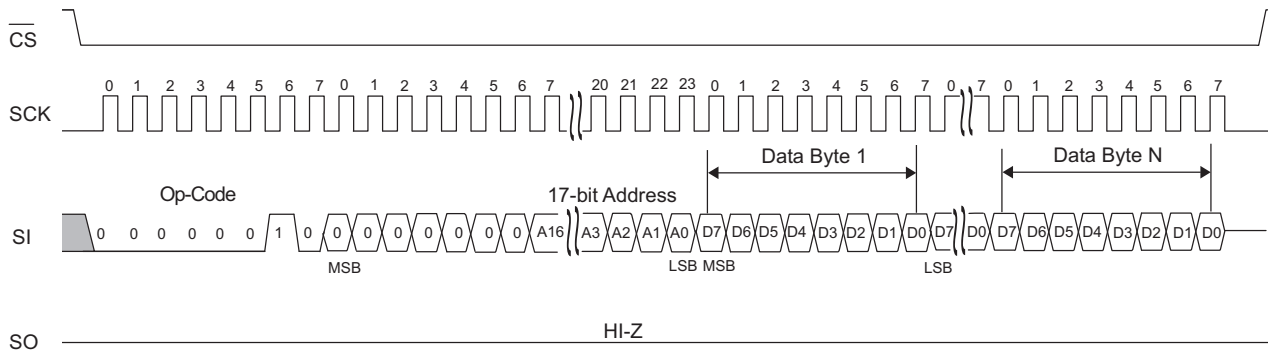 CS
0 1 2 3 4 5 6 7 0 1 2 3 4 5 6 7 20 21 22 23 0 1 2 3 4 5 6 7 0 7 0 1 2 3 4 5 6 7
SCK
Data Byte 1 Data Byte N
Op-Code 17-bit Address
SI 0 0 0 0 0 0 1 0 0 0 0 0 0 0 0 A16 A3 A2 A1 A0 D7 D6 D5 D4 D3 D2 D1 D0 D7 D0 D7 D6 D5 D4 D3 D2 D1 D0
MSB LSB MSB LSB
HI-Z
SO